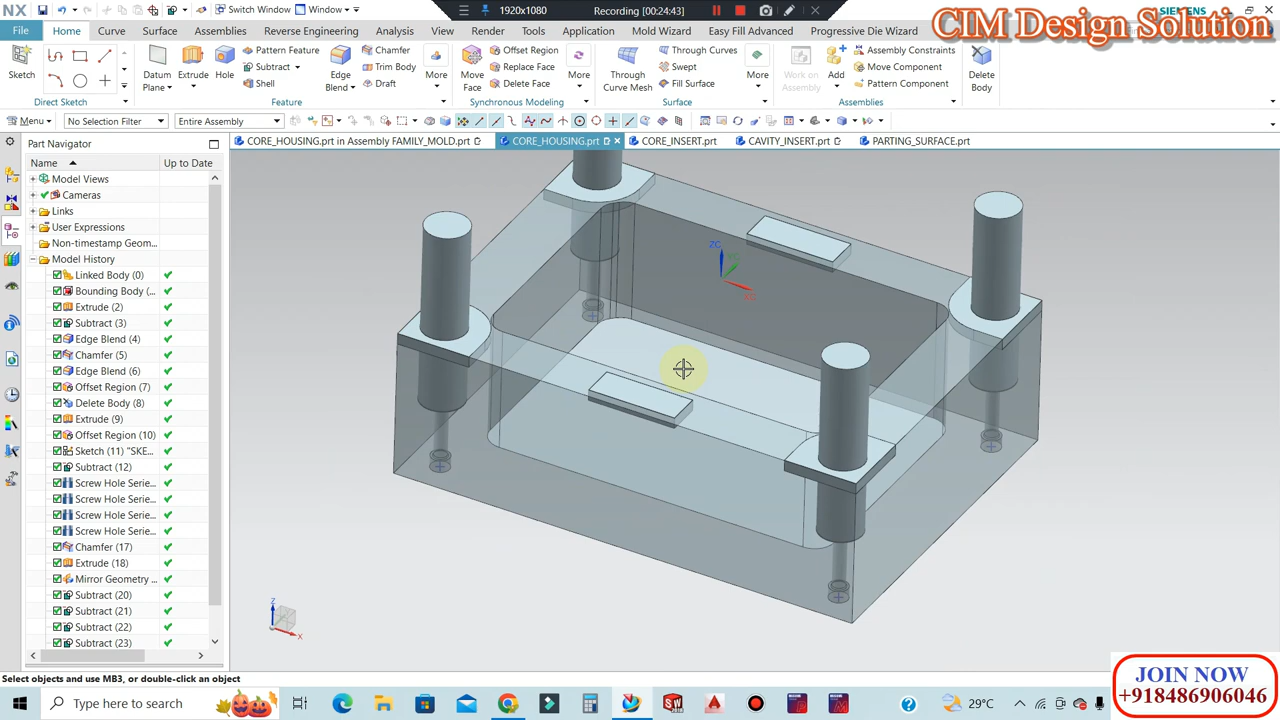 NX Switch Window Window 1920x1080 Recording [00:24:43] SIEMENS
CIM Design Solution
File Home Curve Surface Assemblies Reverse Engineering Analysis View Render Tools Application Mold Wizard Easy Fill Advanced Progressive Die Wizard
Pattern Feature Chamfer Offset Region Through Curves Assembly Constraints
Subtract Trim Body Replace Face Swept Move Component
Shell Draft Delete Face Fill Surface Pattern Component
Sketch Datum Plane Extrude Hole Edge Blend More Move Face More Through Curve Mesh More Work on Assembly Add Delete Body
Direct Sketch Feature Synchronous Modeling Surface Assemblies
Menu No Selection Filter Entire Assembly
Part Navigator CORE_HOUSING.prt in Assembly FAMILY_MOLD.prt CORE_HOUSING.prt CORE_INSERT.prt CAVITY_INSERT.prt PARTING_SURFACE.prt
Name Up to Date
Model Views
Cameras
Links
User Expressions
Non-timestamp Geom...
Model History
Linked Body (0)
Bounding Body (...
Extrude (2)
Subtract (3)
Edge Blend (4)
Chamfer (5)
Edge Blend (6)
Offset Region (7)
Delete Body (8)
Extrude (9)
Offset Region (10)
Sketch (11) "SKE...
Subtract (12)
Screw Hole Serie...
Screw Hole Serie...
Screw Hole Serie...
Screw Hole Serie...
Chamfer (17)
Extrude (18)
Mirror Geometry ...
Subtract (20)
Subtract (21)
Subtract (22)
Subtract (23)
ZC
YC
XC
Z
X
Select objects and use MB3, or double-click an object
JOIN NOW
+918486906046
Type here to search 29°C